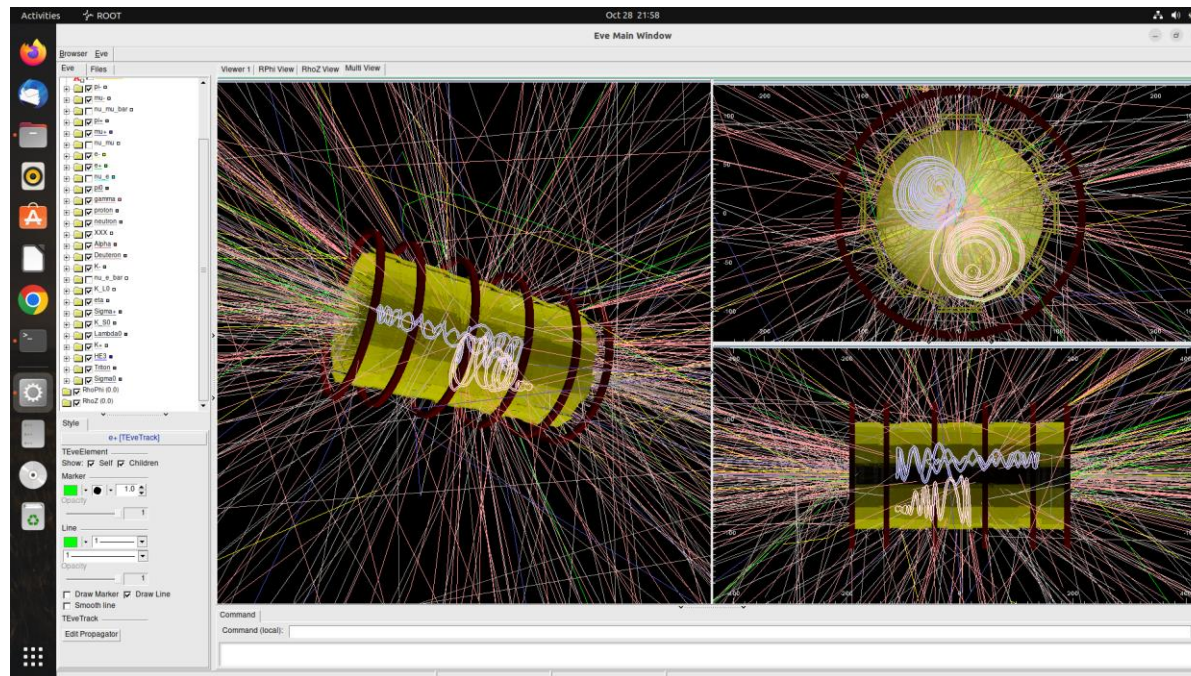 Activities
ROOT
Oct 28 21:58
Eve Main Window
Browser Eve
Eve Files
Viewer 1 RPhi View RhoZ View Multi View
pi-
mu-
nu_mu_bar
pi+
mu+
nu_mu
e-
e+
nu_e
pi0
gamma
proton
neutron
XXX
Alpha
Deuteron
K-
nu_e_bar
K_L0
eta
Sigma+
K_S0
Lambda0
K+
HE3
Triton
Sigma0
RhoPhi (0.0)
RhoZ (0.0)
Style
e+ [TEveTrack]
TEveElement
Show: Self Children
Marker
1.0
Opacity
1
Line
1
1
Opacity
1
Draw Marker Draw Line
Smooth line
TEveTrack
Edit Propagator
Command
Command (local):